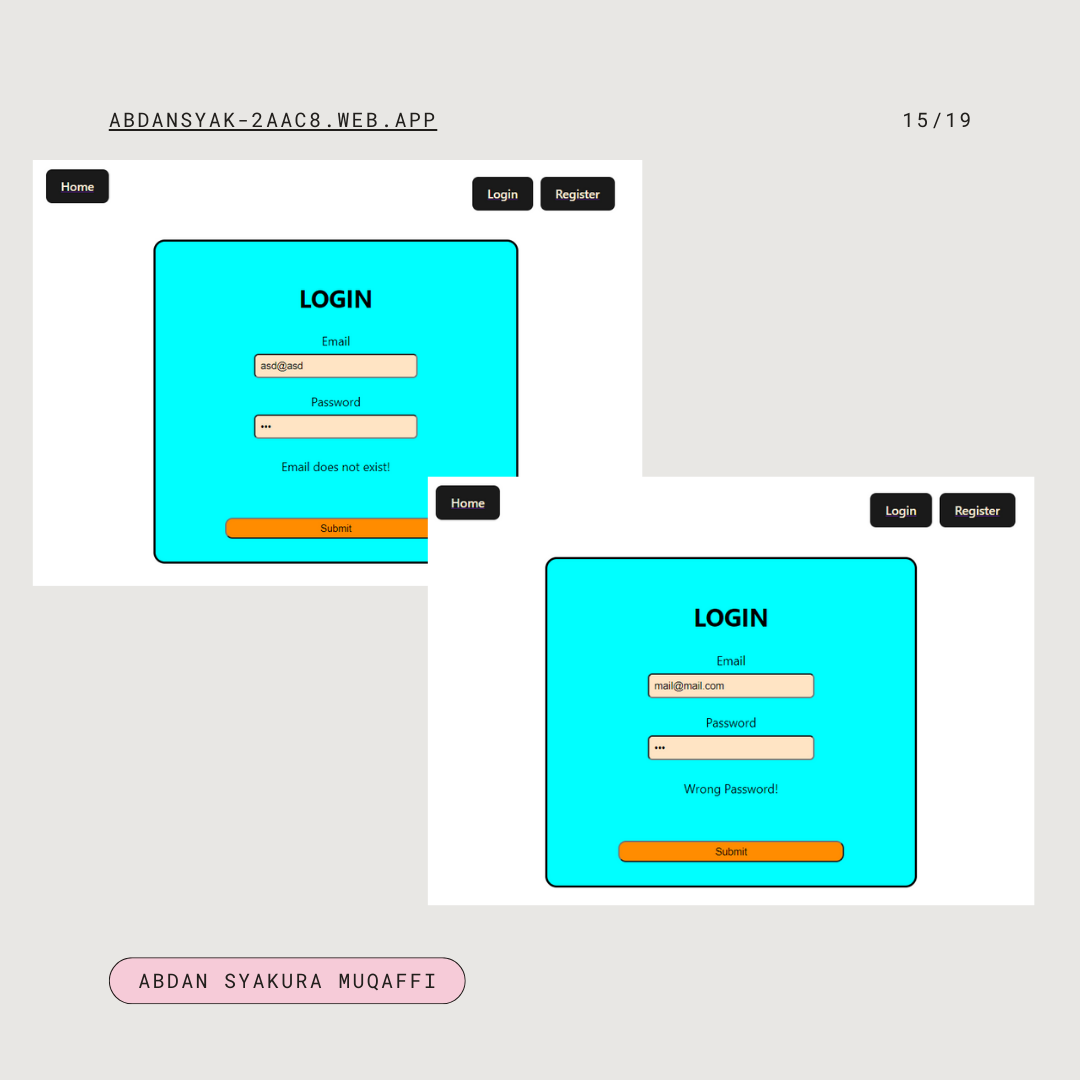 ABDANSYAK-2AAC8.WEB.APP
15/19
Home
Login
Register
LOGIN
Email
asd@asd
Password
•••
Email does not exist!
Submit
Home
Login
Register
LOGIN
Email
mail@mail.com
Password
•••
Wrong Password!
Submit
ABDAN SYAKURA MUQAFFI